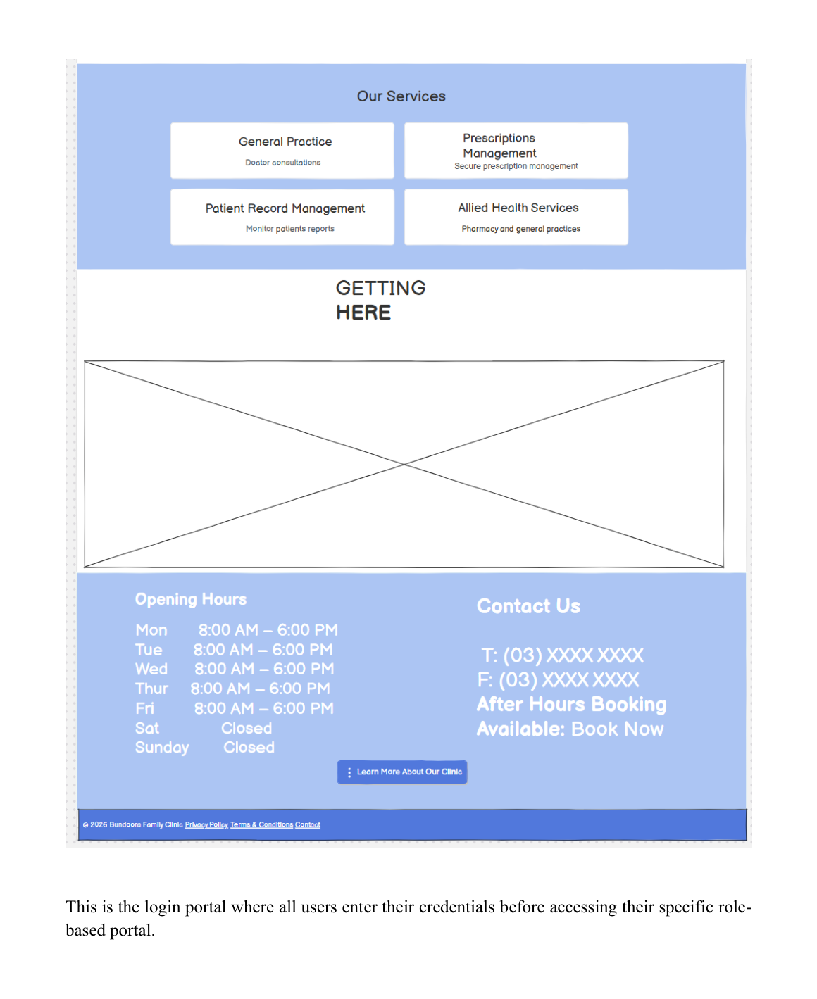 Our Services
General Practice
Doctor consultations
Prescriptions
Management
Secure prescription management
Patient Record Management
Monitor patients reports
Allied Health Services
Pharmacy and general practices
GETTING
HERE
Opening Hours
Mon 8:00 AM – 6:00 PM
Tue 8:00 AM – 6:00 PM
Wed 8:00 AM – 6:00 PM
Thur 8:00 AM – 6:00 PM
Fri 8:00 AM – 6:00 PM
Sat Closed
Sunday Closed
Contact Us
T: (03) XXXX XXXX
F: (03) XXXX XXXX
After Hours Booking
Available: Book Now
Learn More About Our Clinic
© 2026 Bundoora Family Clinic Privacy Policy Terms & Conditions Contact
This is the login portal where all users enter their credentials before accessing their specific role-
based portal.